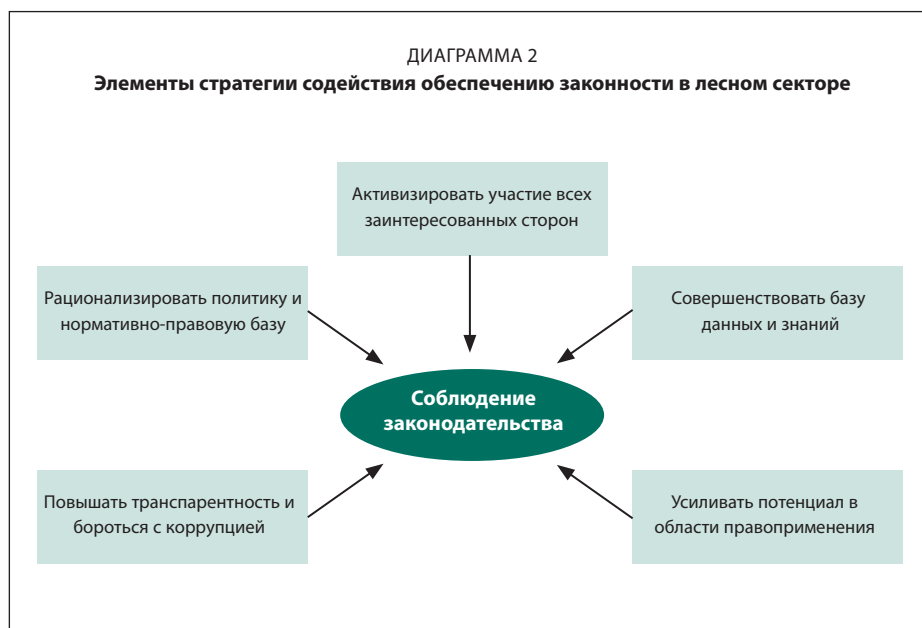 ДИАГРАММА 2
Элементы стратегии содействия обеспечению законности в лесном секторе
Активизировать участие всех
заинтересованных сторон
Рационализировать политику и
нормативно-правовую базу
Совершенствовать базу
данных и знаний
Соблюдение
законодательства
Повышать транспарентность и
бороться с коррупцией
Усиливать потенциал в
области правоприменения